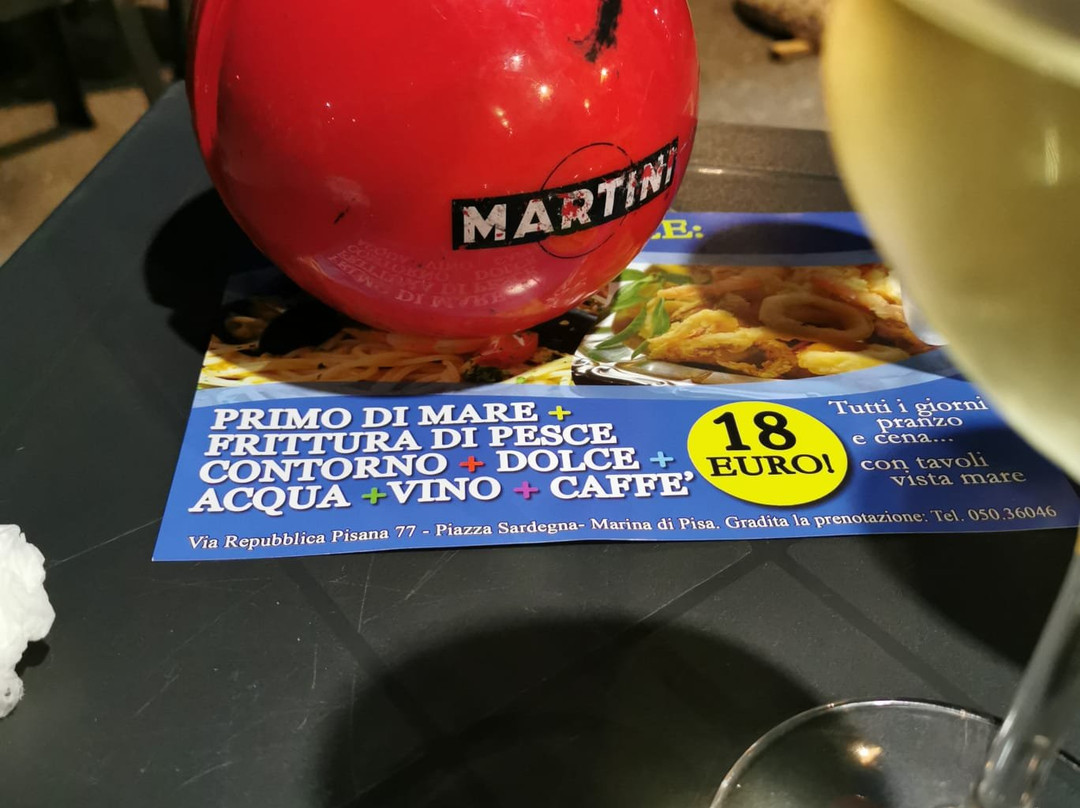 MARTINI
PRIMO DI MARE +
FRITTURA DI PESCE
CONTORNO + DOLCE +
ACQUA + VINO + CAFFE'
18
EURO!
Tutti i giorni
pranzo
e cena...
con tavoli
vista mare
Via Repubblica Pisana 77 - Piazza Sardegna- Marina di Pisa. Gradita la prenotazione: Tel. 050.36046